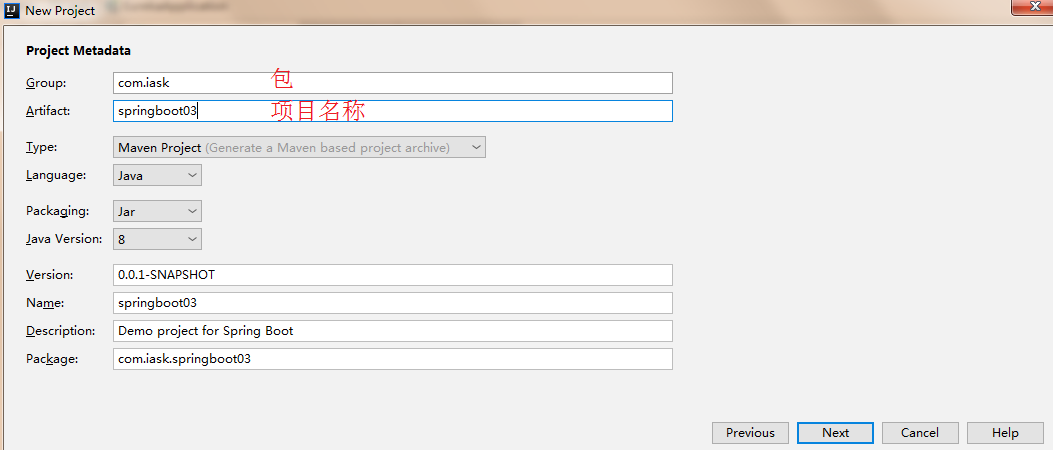 New Project
Project Metadata
Group: com.iask 包
Artifact: springboot03 项目名称
Type: Maven Project (Generate a Maven based project archive)
Language: Java
Packaging: Jar
Java Version: 8
Version: 0.0.1-SNAPSHOT
Name: springboot03
Description: Demo project for Spring Boot
Package: com.iask.springboot03
Previous Next Cancel Help